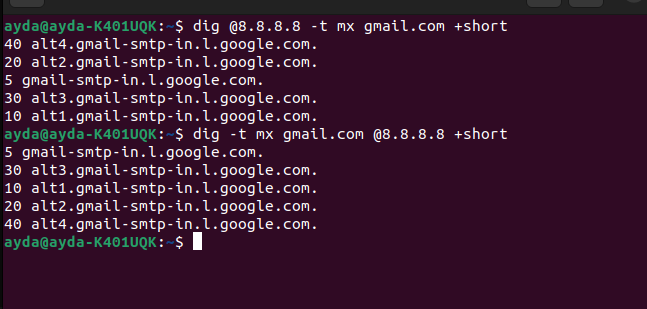 ayda@ayda-K401UQK:~$ dig @8.8.8.8 -t mx gmail.com +short
40 alt4.gmail-smtp-in.l.google.com.
20 alt2.gmail-smtp-in.l.google.com.
5 gmail-smtp-in.l.google.com.
30 alt3.gmail-smtp-in.l.google.com.
10 alt1.gmail-smtp-in.l.google.com.
ayda@ayda-K401UQK:~$ dig -t mx gmail.com @8.8.8.8 +short
5 gmail-smtp-in.l.google.com.
30 alt3.gmail-smtp-in.l.google.com.
10 alt1.gmail-smtp-in.l.google.com.
20 alt2.gmail-smtp-in.l.google.com.
40 alt4.gmail-smtp-in.l.google.com.
ayda@ayda-K401UQK:~$